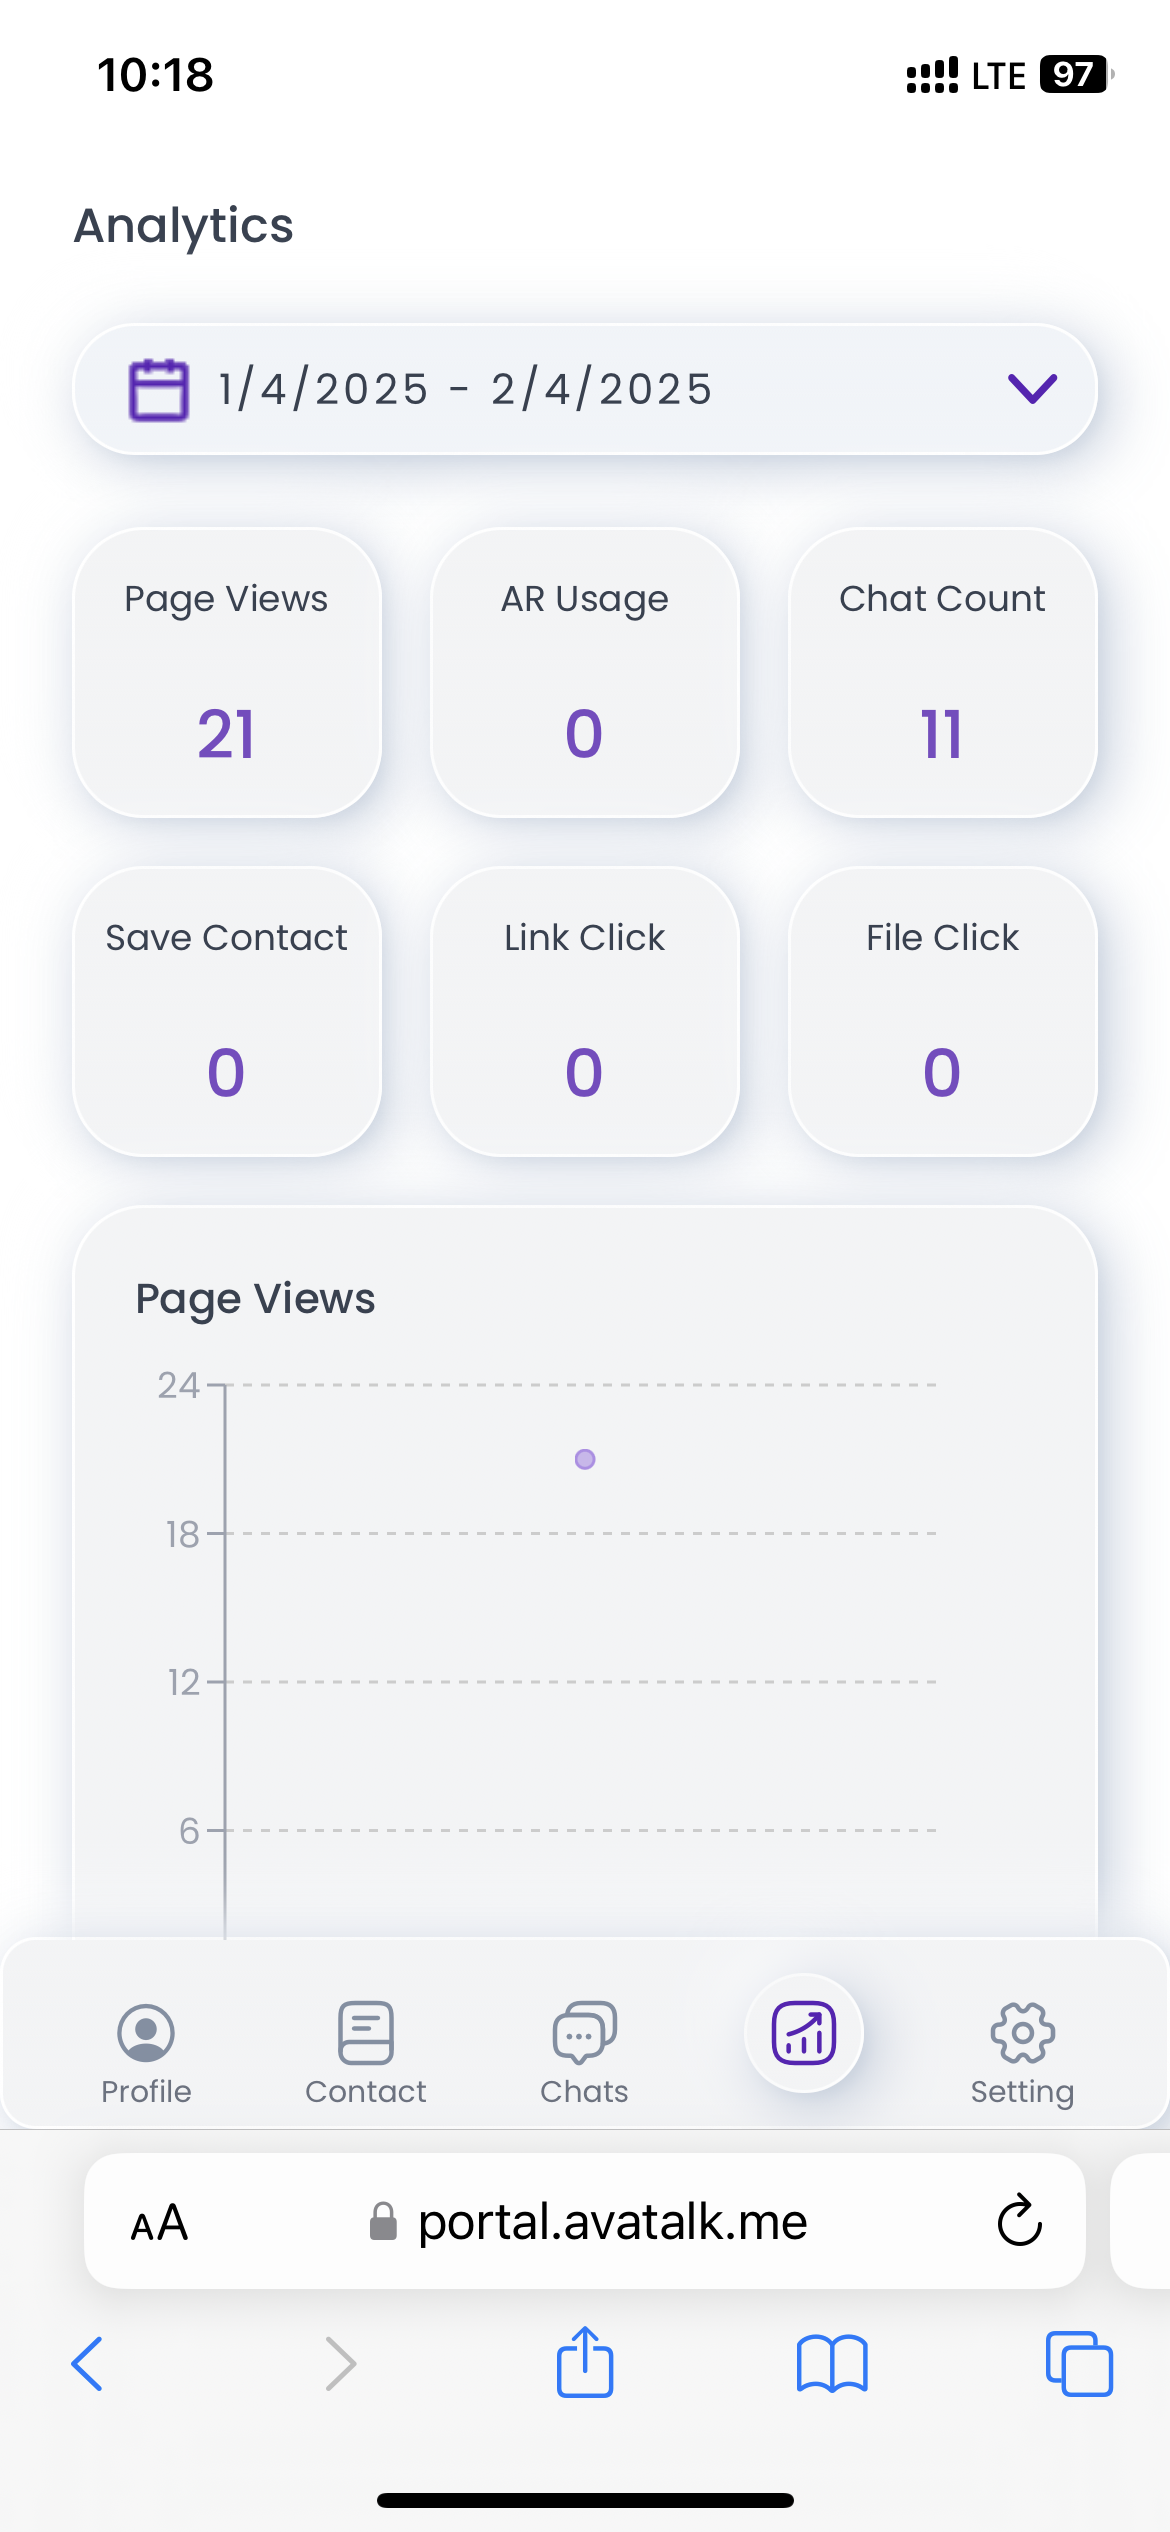 10:18
LTE 97
Analytics
1/4/2025 - 2/4/2025
Page Views
AR Usage
Chat Count
21
0
11
Save Contact
Link Click
File Click
0
0
0
Page Views
24
18
12
6
Profile
Contact
Chats
Setting
AA
portal.avatalk.me